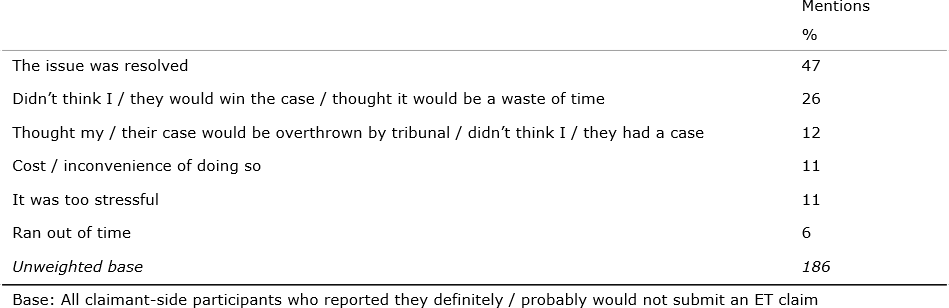 Mentions
%
The issue was resolved 47
Didn’t think I / they would win the case / thought it would be a waste of time 26
Thought my / their case would be overthrown by tribunal / didn’t think I / they had a case 12
Cost / inconvenience of doing so 11
It was too stressful 11
Ran out of time 6
Unweighted base 186
Base: All claimant-side participants who reported they definitely / probably would not submit an ET claim